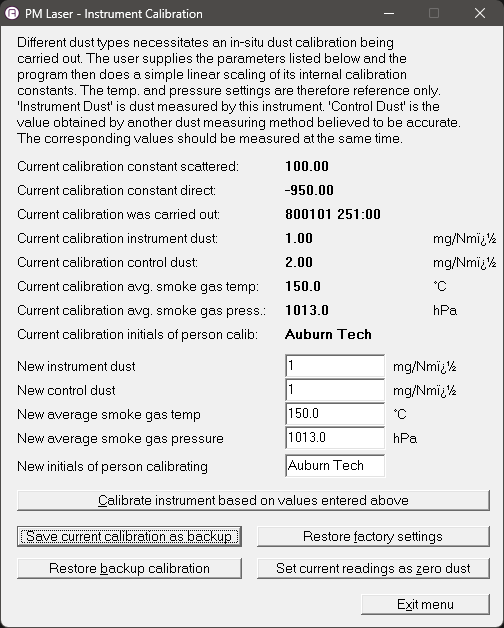 PM Laser - Instrument Calibration
Different dust types necessitates an in-situ dust calibration being
carried out. The user supplies the parameters listed below and the
program then does a simple linear scaling of its internal calibration
constants. The temp. and pressure settings are therefore reference only.
'Instrument Dust' is dust measured by this instrument. 'Control Dust' is the
value obtained by another dust measuring method believed to be accurate.
The corresponding values should be measured at the same time.
Current calibration constant scattered: 100.00
Current calibration constant direct: -950.00
Current calibration was carried out: 800101 251:00
Current calibration instrument dust: 1.00 mg/Nmï¿½
Current calibration control dust: 2.00 mg/Nmï¿½
Current calibration avg. smoke gas temp: 150.0 °C
Current calibration avg. smoke gas press.: 1013.0 hPa
Current calibration initials of person calib: Auburn Tech
New instrument dust 1 mg/Nmï¿½
New control dust 1 mg/Nmï¿½
New average smoke gas temp 150.0 °C
New average smoke gas pressure 1013.0 hPa
New initials of person calibrating Auburn Tech
Calibrate instrument based on values entered above
Save current calibration as backup Restore factory settings
Restore backup calibration Set current readings as zero dust
Exit menu